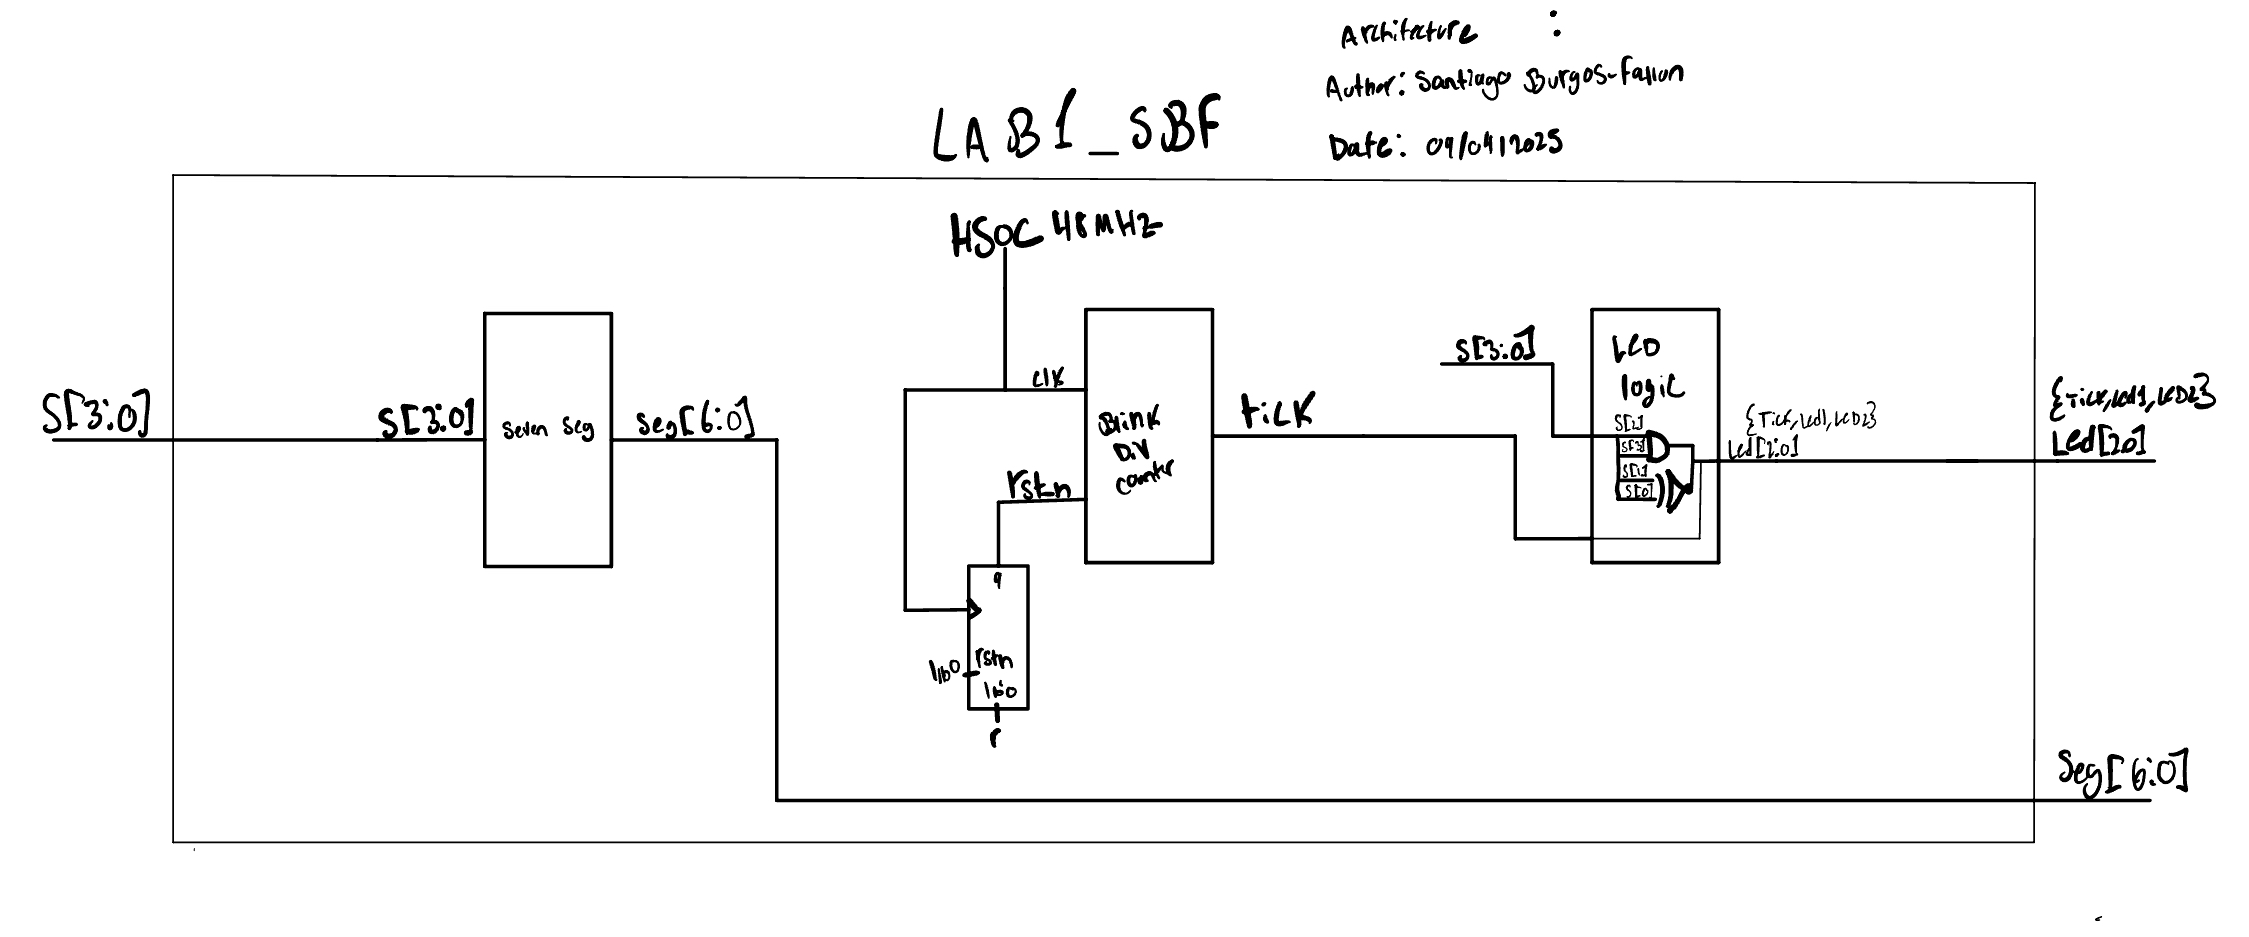 Architecture :
Author: Santiago Burgos-Fallon
Date: 09/04/2025
LAB1_SBF
HSOC 48MHz
S[3:0]
S[3:0]
Seven Seg
Seg[6:0]
clk
rstn
Blink
Div
counter
tick
q
rstn
1'b0
1'b0
r
S[3:0]
LED
logic
S[2]
S[3]
S[1]
S[0]
{Tick, led1, LED2}
Led[2:0]
{Tick, led1, LED2}
Led[2:0]
Seg[6:0]